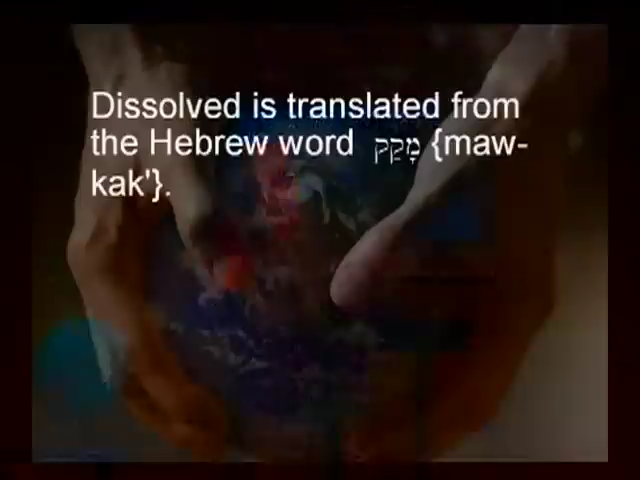 Dissolved is translated from
the Hebrew word מָקַק {maw-
kak'}.